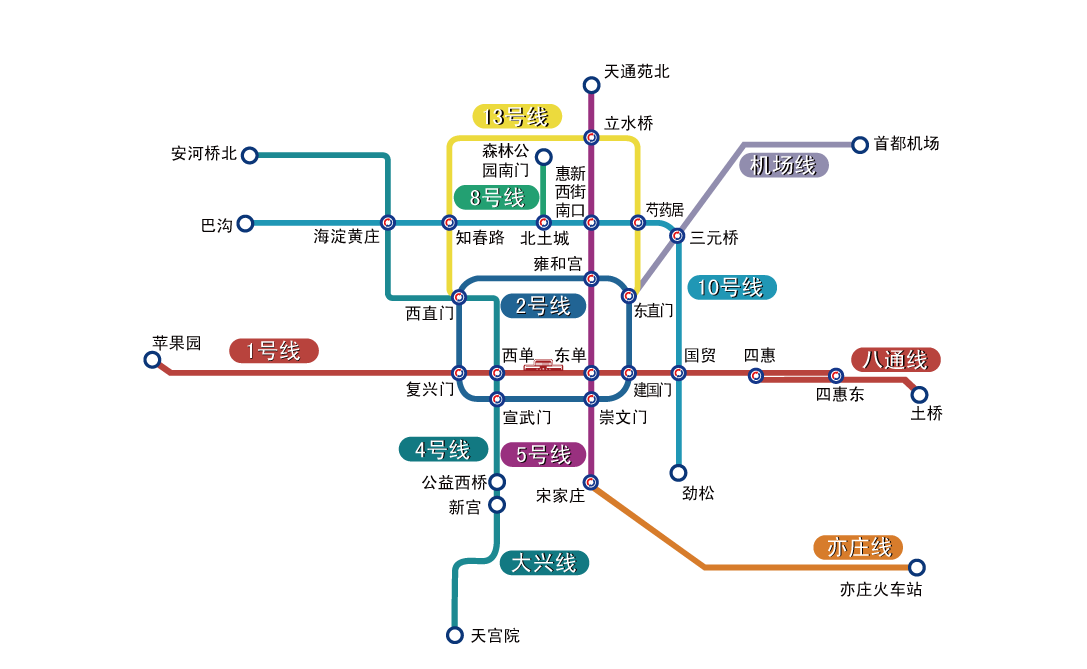 天通苑北
13号线
立水桥
首都机场
安河桥北
森林公
园南门
惠新
西街
南口
机场线
8号线
芍药居
巴沟
海淀黄庄
知春路
北土城
三元桥
雍和宫
10号线
西直门
2号线
东直门
苹果园
1号线
西单
东单
国贸
四惠
八通线
复兴门
建国门
四惠东
土桥
宣武门
崇文门
4号线
5号线
公益西桥
新宫
宋家庄
劲松
大兴线
亦庄线
亦庄火车站
天宫院